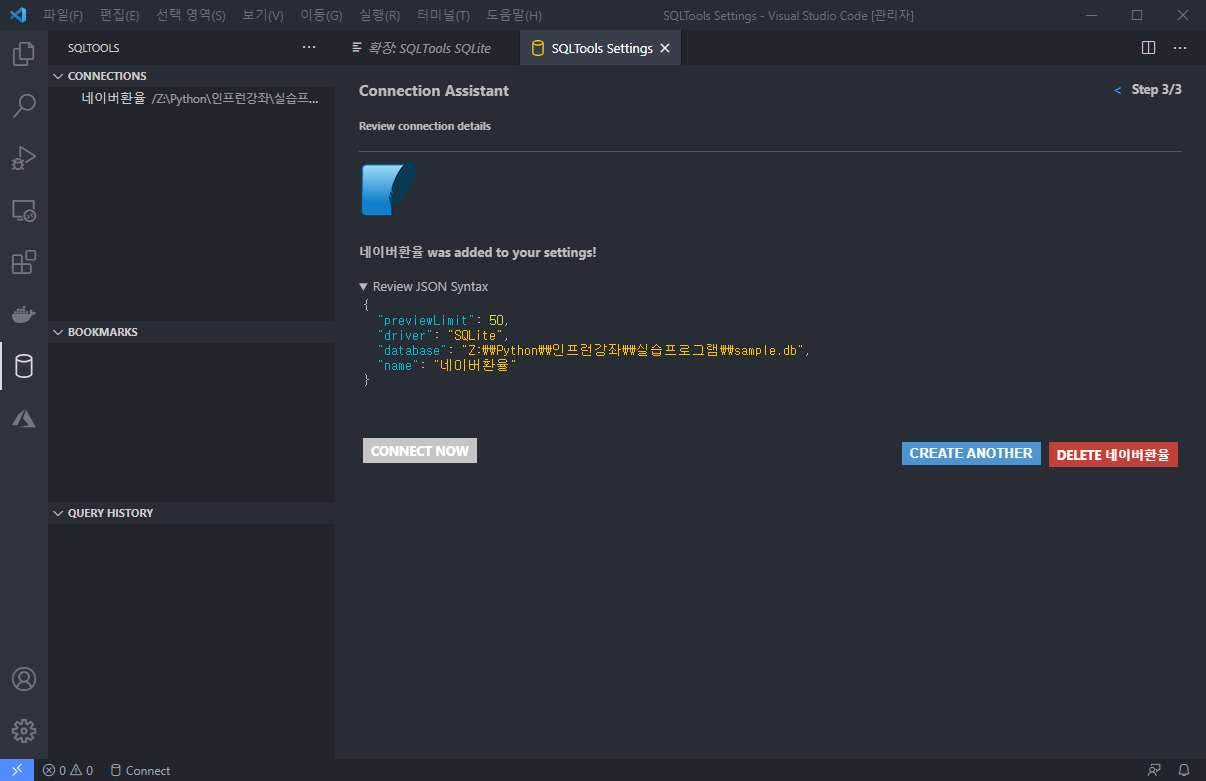 파일(F) 편집(E) 선택 영역(S) 보기(V) 이동(G) 실행(R) 터미널(T) 도움말(H) SQLTools Settings - Visual Studio Code [관리자]
SQLTOOLS
확장: SQLTools SQLite
SQLTools Settings
CONNECTIONS
네이버환율 /Z:\Python\인프런강좌\실습프...
BOOKMARKS
QUERY HISTORY
Connection Assistant
< Step 3/3
Review connection details
네이버환율 was added to your settings!
▼ Review JSON Syntax
{
"previewLimit": 50,
"driver": "SQLite",
"database": "Z:₩₩Python₩₩인프런강좌₩₩실습프로그램₩₩sample.db",
"name": "네이버환율"
}
CONNECT NOW
CREATE ANOTHER
DELETE 네이버환율
0 0 Connect